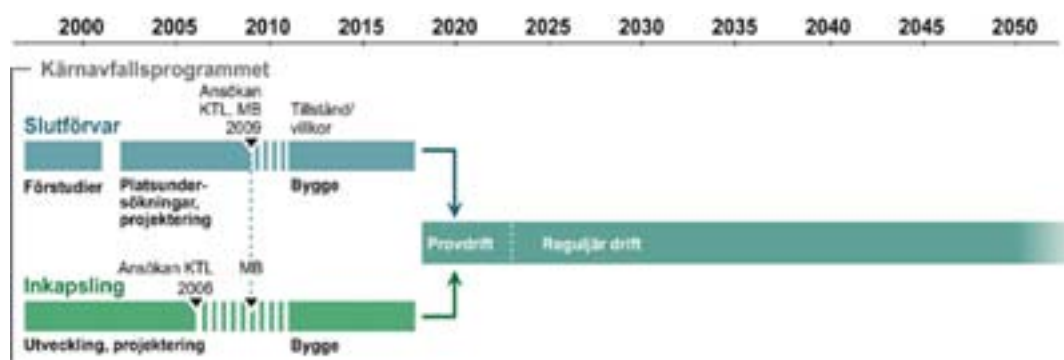 2000 2005 2010 2015 2020 2025 2030 2035 2040 2045 2050
Kärnavfallsprogrammet
Ansökan
KTL, MB
2009
Tillstånd/
villkor
Slutförvar
Förstudier
Platsunder-
sökningar,
projektering
Bygge
Provdrift
Reguljär drift
Ansökan KTL
2006
MB
Inkapsling
Utveckling, projektering
Bygge